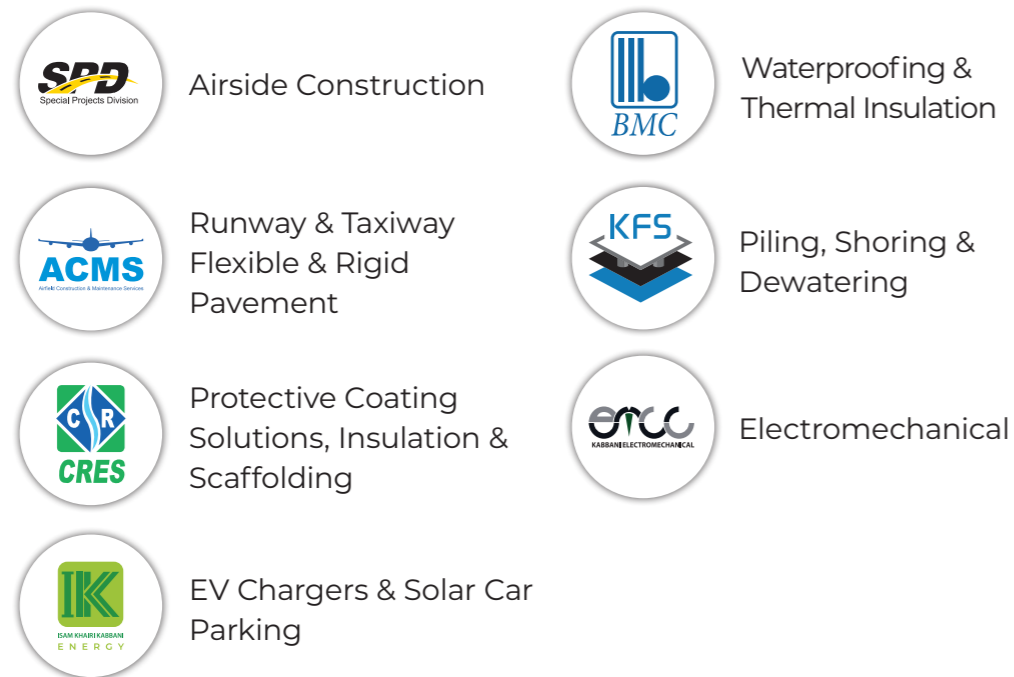 SPD
Special Projects Division
Airside Construction
ACMS
Airfield Construction & Maintenance Services
Runway & Taxiway
Flexible & Rigid
Pavement
C R
CRES
Protective Coating
Solutions, Insulation &
Scaffolding
IK
ISAM KHAIRI KABBANI
ENERGY
EV Chargers & Solar Car
Parking
BMC
Waterproofing &
Thermal Insulation
KFS
Piling, Shoring &
Dewatering
emcc
KABBANI ELECTROMECHANICAL
Electromechanical